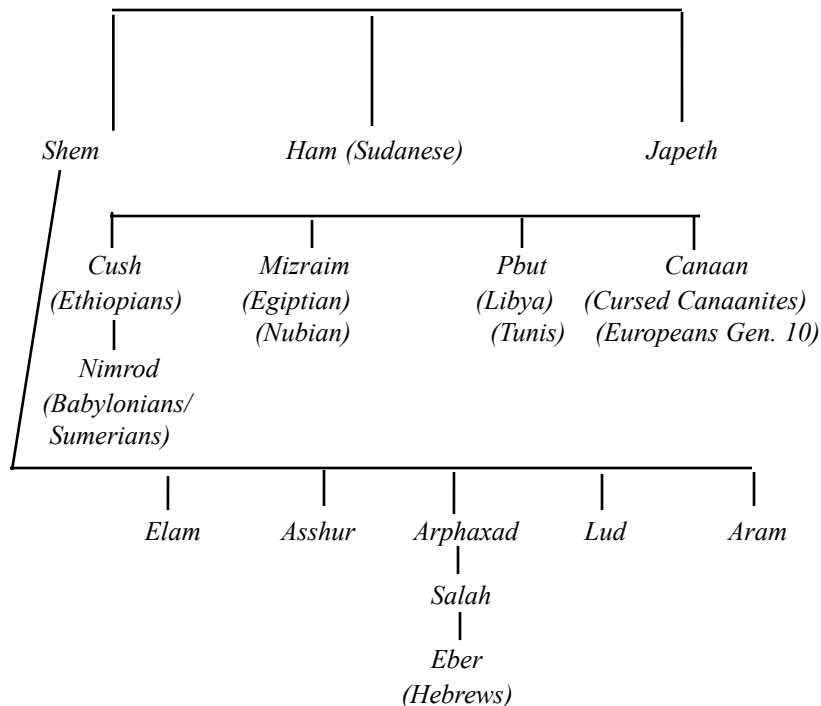 Shem Ham (Sudanese) Japeth
Cush Mizraim Pbut Canaan
(Ethiopians) (Egiptian) (Libya) (Cursed Canaanites)
(Nubian) (Tunis) (Europeans Gen. 10)
Nimrod
(Babylonians/
Sumerians)
Elam Asshur Arphaxad Lud Aram
Salah
Eber
(Hebrews)